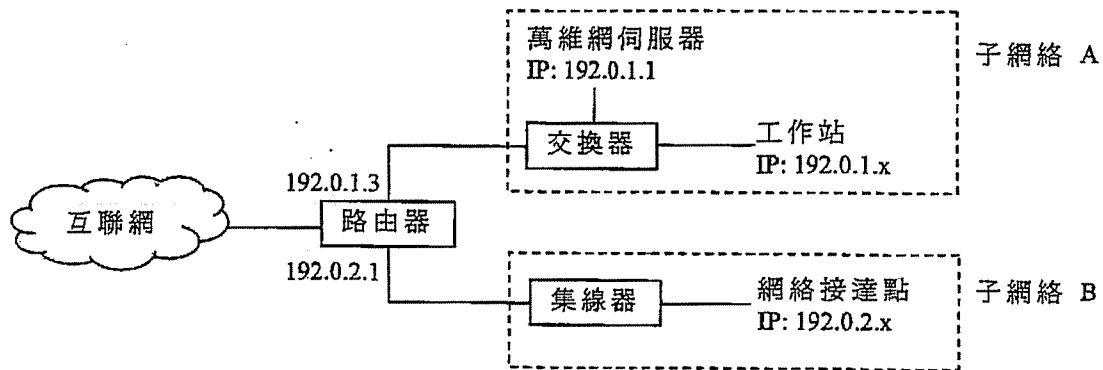 萬維網伺服器
IP: 192.0.1.1
子網絡 A
交換器
工作站
IP: 192.0.1.x
192.0.1.3
互聯網
路由器
192.0.2.1
集線器
網絡接達點
IP: 192.0.2.x
子網絡 B